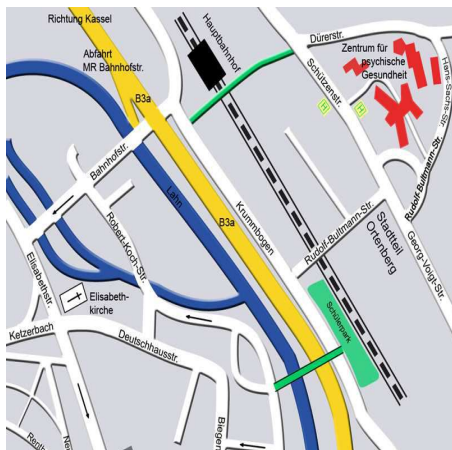 Richtung Kassel
Abfahrt
MR Bahnhofstr.
Hauptbahnhof
Dürerstr.
Zentrum für
psychische
Gesundheit
Hans-Sachs-Str.
Schützenstr.
H
H
B3a
Bahnhofstr.
Lahn
Krummbogen
B3a
Rudolf-Bultmann-Str.
Rudolf-Bultmann-Str.
Stadtteil
Ortenberg
Georg-Voigt-Str.
Robert-Koch-Str.
Elisabethstr.
Elisabeth-
kirche
Ketzerbach
Deutschhausstr.
Schülerpark
Biegen